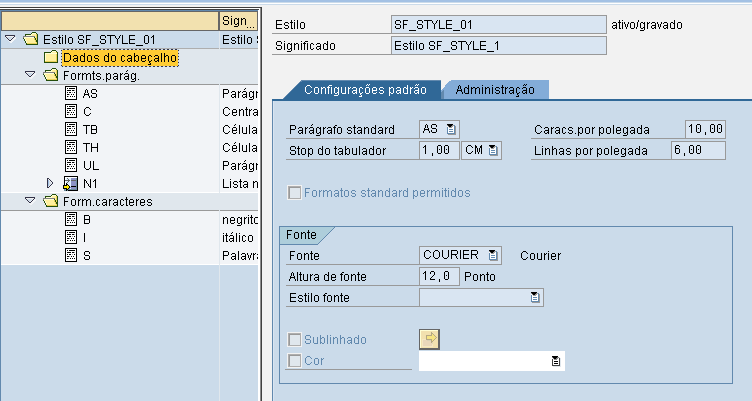 Sign...
Estilo SF_STYLE_01 Estilo S
Dados do cabeçalho
Formts.parág.
AS Parágr
C Centra
TB Célula
TH Célula
UL Parágr
N1 Lista n
Form.caracteres
B negrito
I itálico
S Palavra
Estilo SF_STYLE_01 ativo/gravado
Significado Estilo SF_STYLE_1
Configurações padrão Administração
Parágrafo standard AS Caracs.por polegada 10,00
Stop do tabulador 1,00 CM Linhas por polegada 6,00
Formatos standard permitidos
Fonte
Fonte COURIER Courier
Altura de fonte 12,0 Ponto
Estilo fonte
Sublinhado
Cor